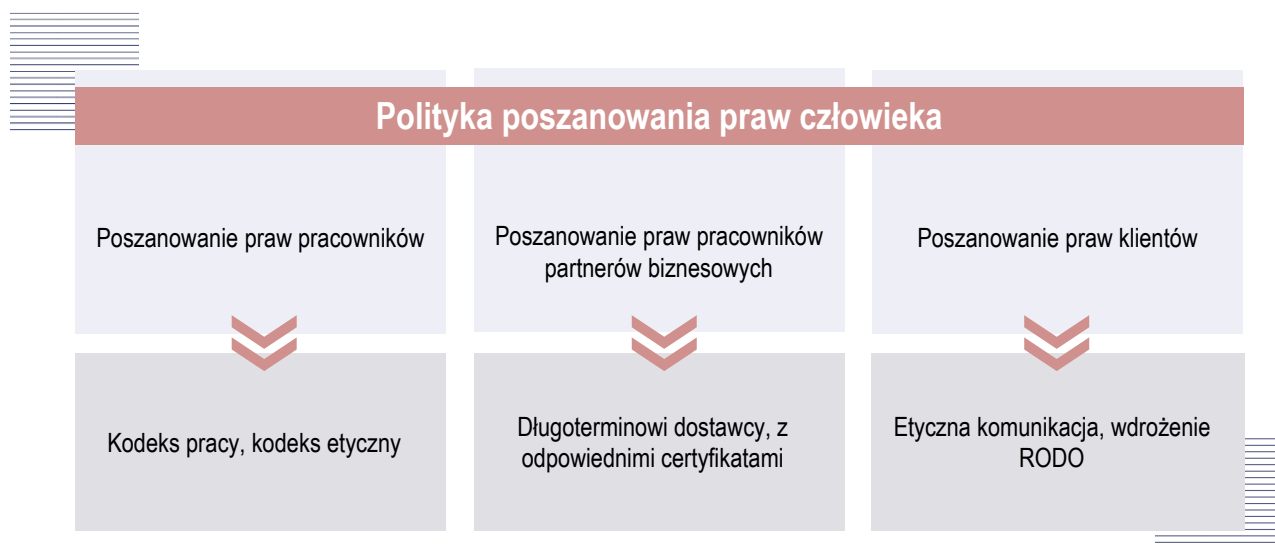 Polityka poszanowania praw człowieka
Poszanowanie praw pracowników
Poszanowanie praw pracowników
partnerów biznesowych
Poszanowanie praw klientów
Kodeks pracy, kodeks etyczny
Długoterminowi dostawcy, z
odpowiednimi certyfikatami
Etyczna komunikacja, wdrożenie
RODO